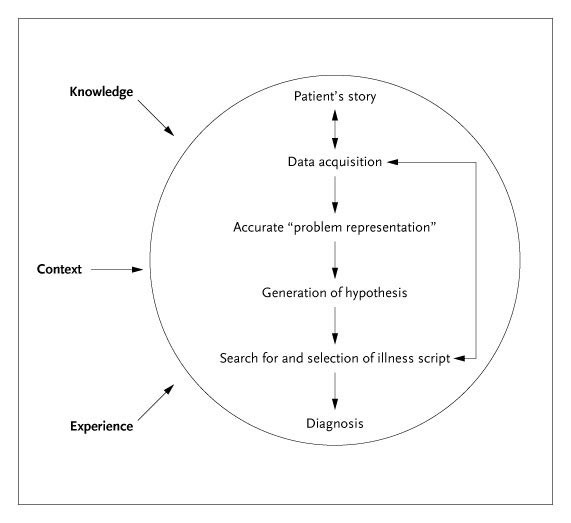 Knowledge
Context
Experience
Patient’s story
Data acquisition
Accurate “problem representation”
Generation of hypothesis
Search for and selection of illness script
Diagnosis